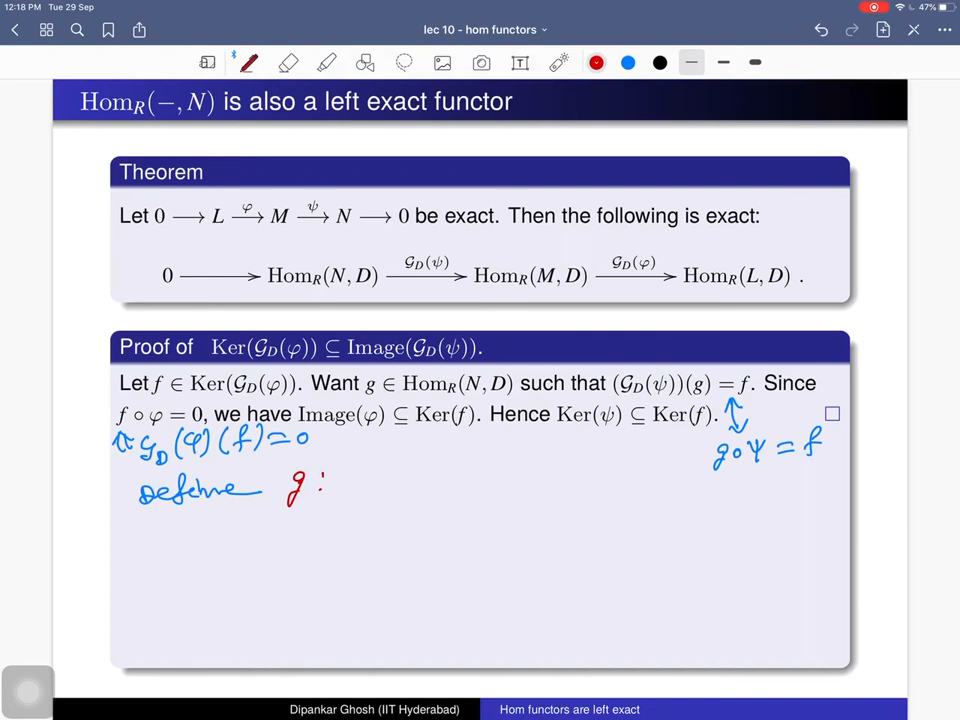 12:18 PM Tue 29 Sep
47%
lec 10 - hom functors
Hom_R(−, N) is also a left exact functor
Theorem
Let 0 ⟶ L —φ→ M —ψ→ N ⟶ 0 be exact. Then the following is exact:
0 ⟶ Hom_R(N, D) —𝒢_D(ψ)→ Hom_R(M, D) —𝒢_D(φ)→ Hom_R(L, D) .
Proof of Ker(𝒢_D(φ)) ⊆ Image(𝒢_D(ψ)).
Let f ∈ Ker(𝒢_D(φ)). Want g ∈ Hom_R(N, D) such that (𝒢_D(ψ))(g) = f. Since
f ∘ φ = 0, we have Image(φ) ⊆ Ker(f). Hence Ker(ψ) ⊆ Ker(f). □
𝒢_D(φ)(f) = 0
g∘ψ = f
Define g :
Dipankar Ghosh (IIT Hyderabad) Hom functors are left exact